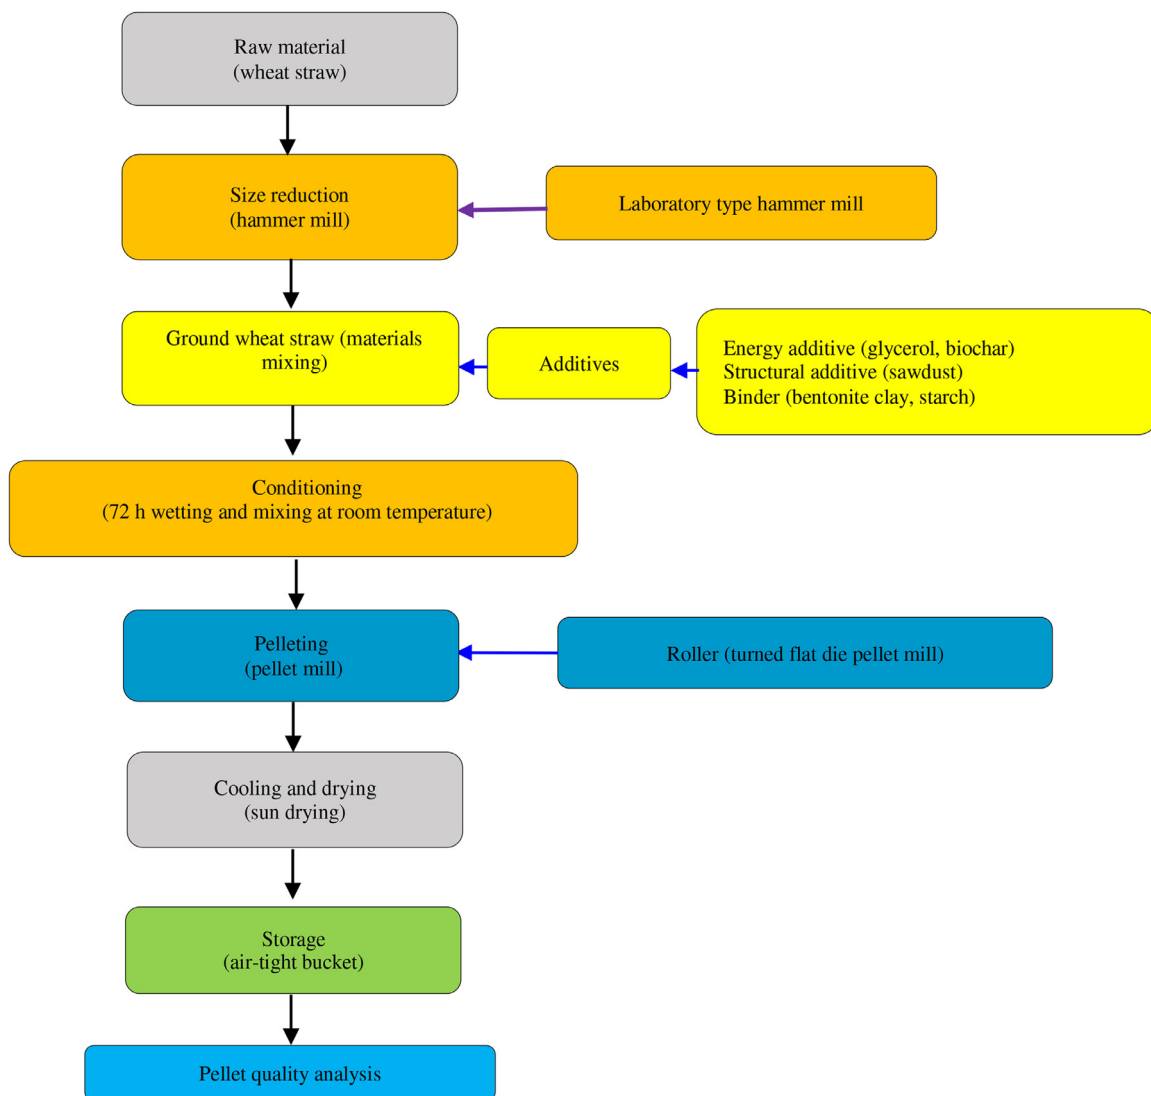 Raw material
(wheat straw)
Size reduction
(hammer mill)
Laboratory type hammer mill
Ground wheat straw (materials
mixing)
Additives
Energy additive (glycerol, biochar)
Structural additive (sawdust)
Binder (bentonite clay, starch)
Conditioning
(72 h wetting and mixing at room temperature)
Pelleting
(pellet mill)
Roller (turned flat die pellet mill)
Cooling and drying
(sun drying)
Storage
(air-tight bucket)
Pellet quality analysis